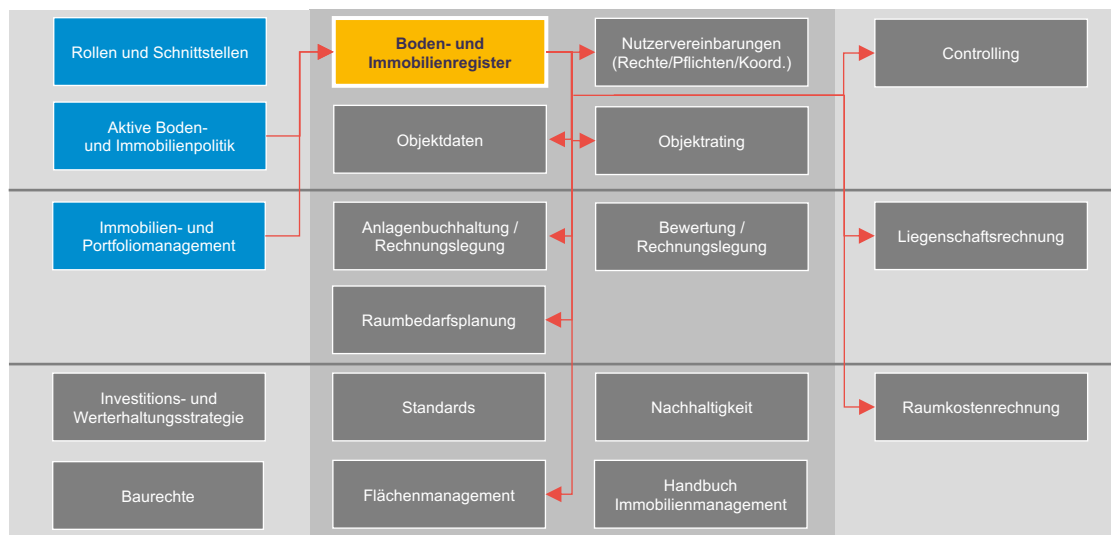 Rollen und Schnittstellen
Boden- und
Immobilienregister
Nutzervereinbarungen
(Rechte/Pflichten/Koord.)
Controlling
Aktive Boden-
und Immobilienpolitik
Objektdaten
Objektrating
Immobilien- und
Portfoliomanagement
Anlagenbuchhaltung /
Rechnungslegung
Bewertung /
Rechnungslegung
Liegenschaftsrechnung
Raumbedarfsplanung
Investitions- und
Werterhaltungsstrategie
Standards
Nachhaltigkeit
Raumkostenrechnung
Baurechte
Flächenmanagement
Handbuch
Immobilienmanagement